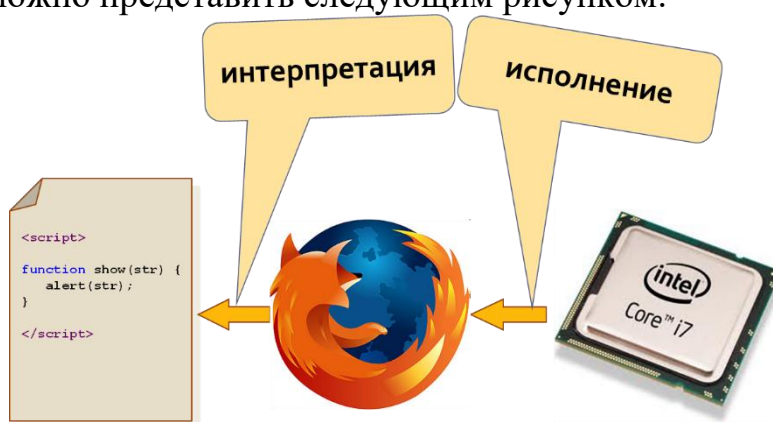 можно представить следующим рисунком:
интерпретация
исполнение
<script>
function show(str) {
alert(str);
}
</script>
intel
Core™ i7